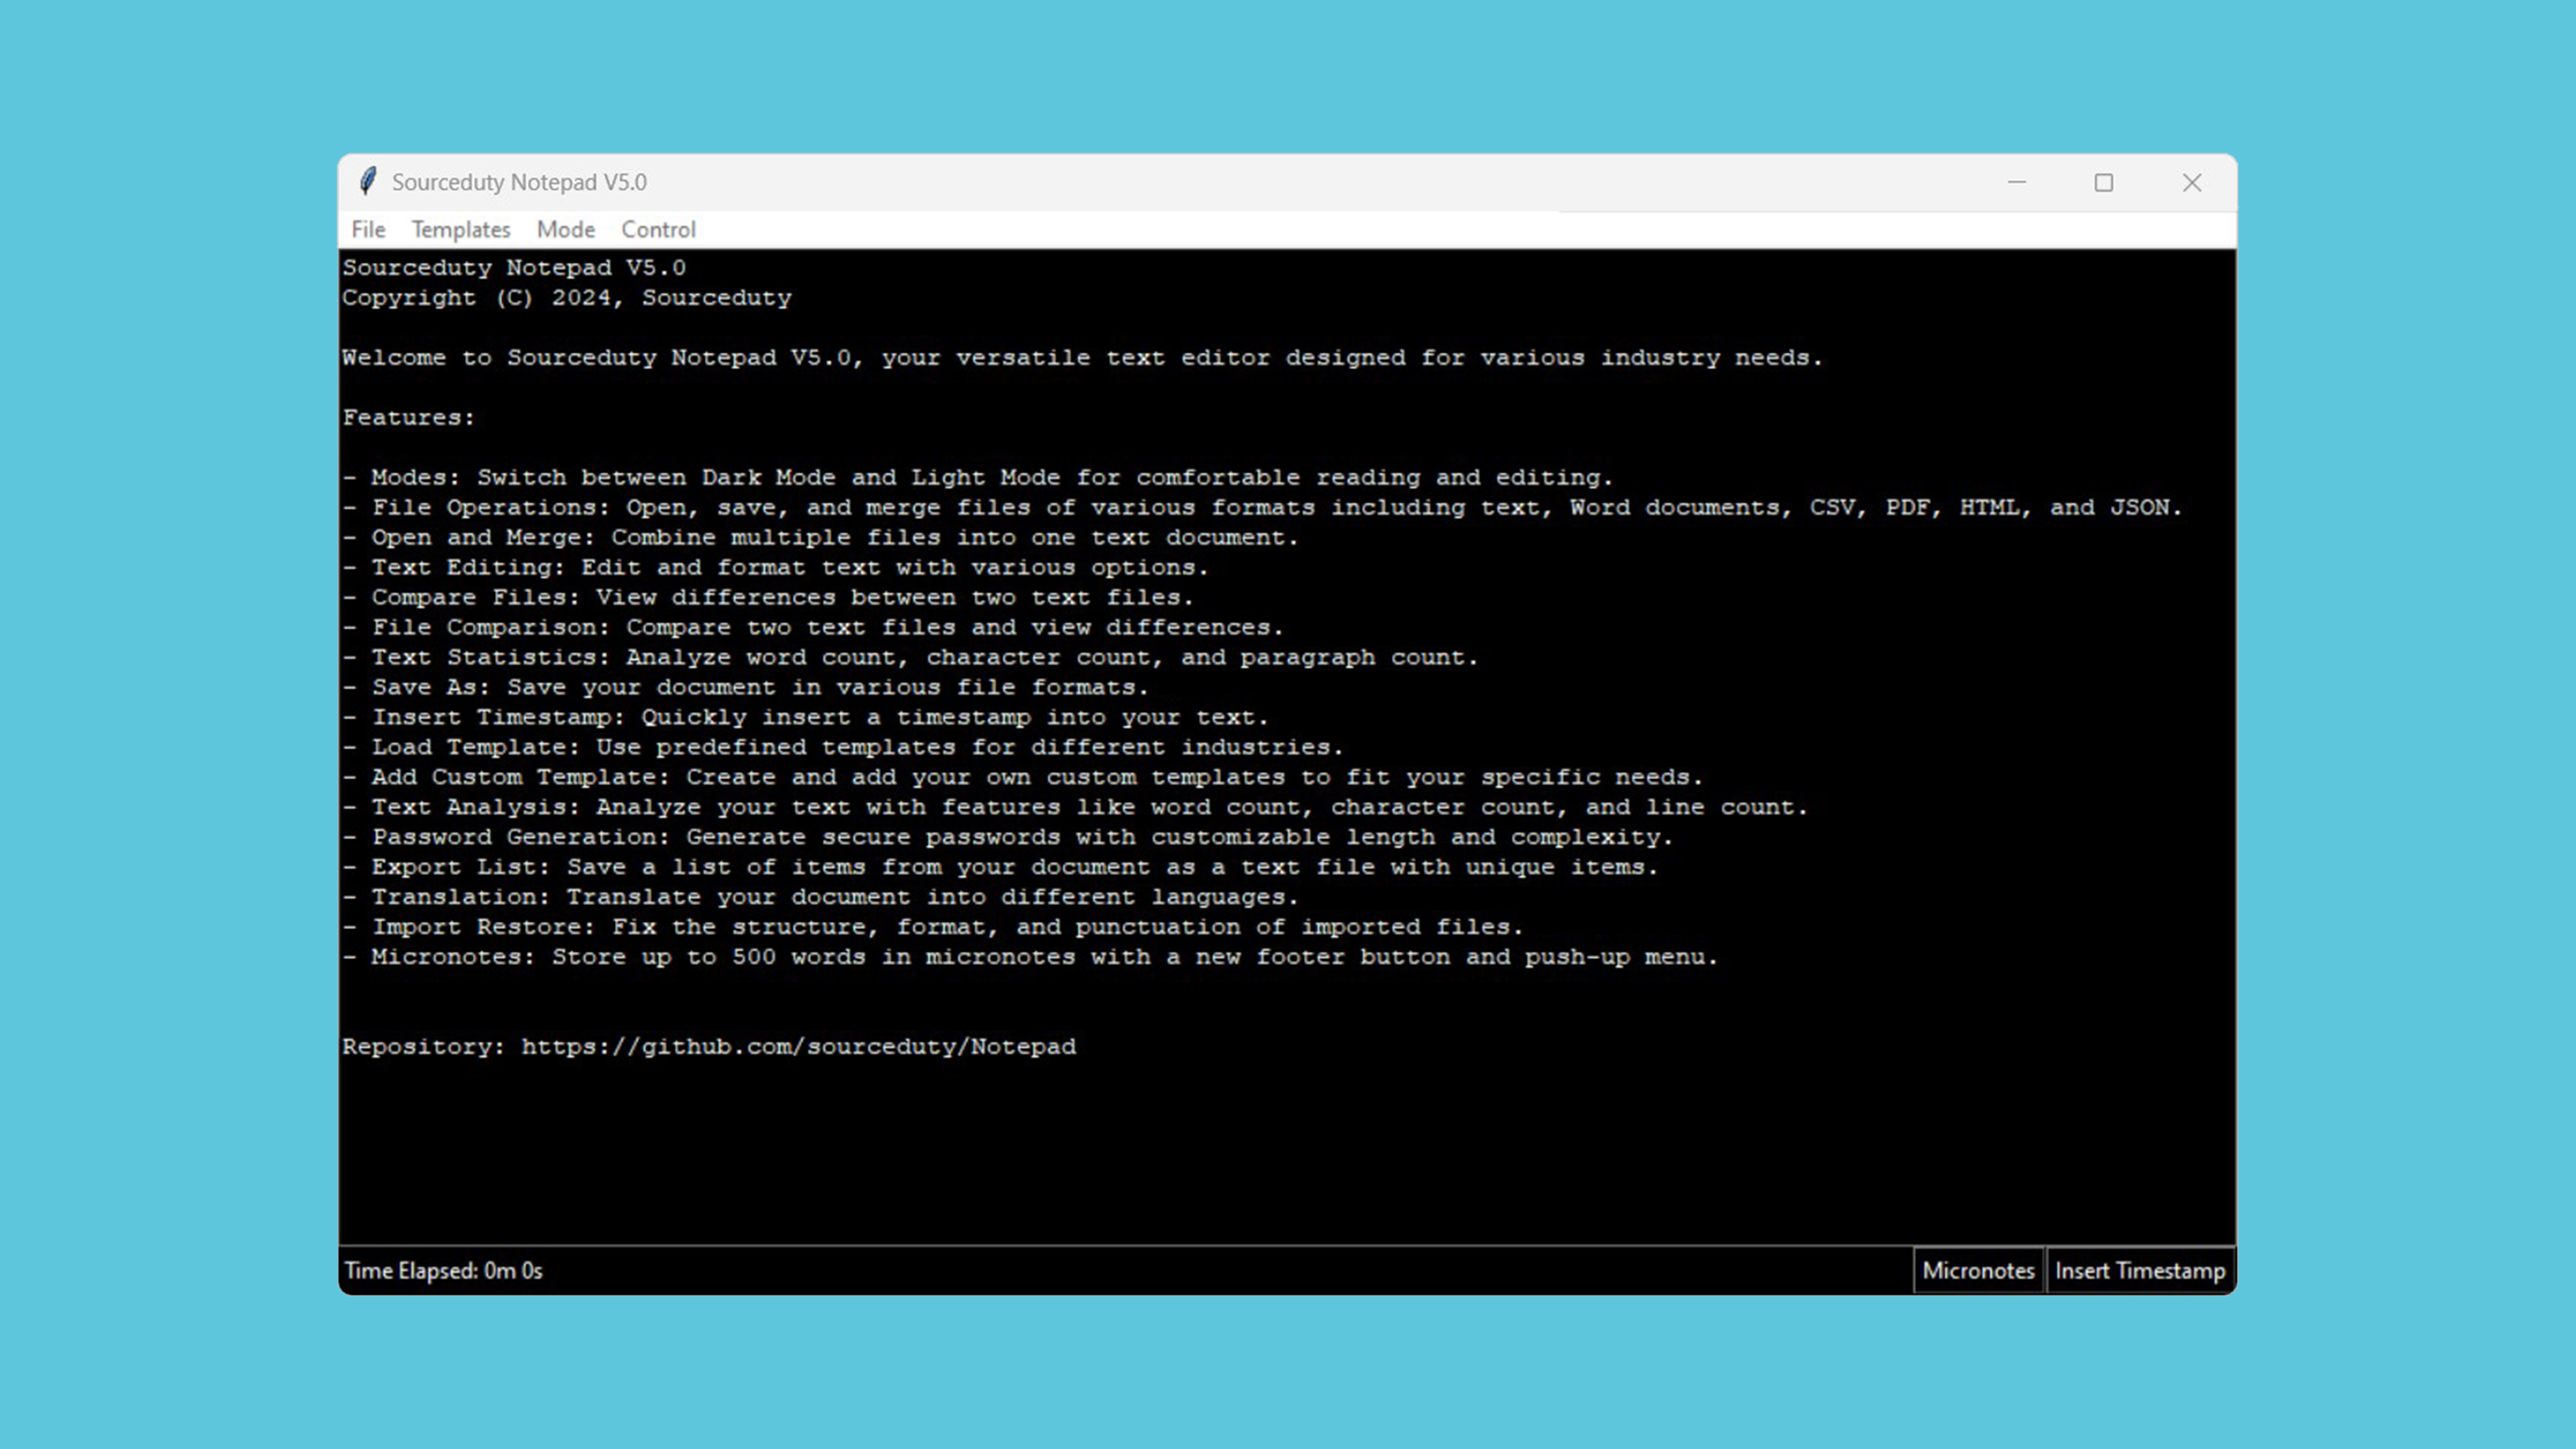 Sourceduty Notepad V5.0
File Templates Mode Control
Sourceduty Notepad V5.0
Copyright (C) 2024, Sourceduty
Welcome to Sourceduty Notepad V5.0, your versatile text editor designed for various industry needs.
Features:
- Modes: Switch between Dark Mode and Light Mode for comfortable reading and editing.
- File Operations: Open, save, and merge files of various formats including text, Word documents, CSV, PDF, HTML, and JSON.
- Open and Merge: Combine multiple files into one text document.
- Text Editing: Edit and format text with various options.
- Compare Files: View differences between two text files.
- File Comparison: Compare two text files and view differences.
- Text Statistics: Analyze word count, character count, and paragraph count.
- Save As: Save your document in various file formats.
- Insert Timestamp: Quickly insert a timestamp into your text.
- Load Template: Use predefined templates for different industries.
- Add Custom Template: Create and add your own custom templates to fit your specific needs.
- Text Analysis: Analyze your text with features like word count, character count, and line count.
- Password Generation: Generate secure passwords with customizable length and complexity.
- Export List: Save a list of items from your document as a text file with unique items.
- Translation: Translate your document into different languages.
- Import Restore: Fix the structure, format, and punctuation of imported files.
- Micronotes: Store up to 500 words in micronotes with a new footer button and push-up menu.
Repository: https://github.com/sourceduty/Notepad
Time Elapsed: 0m 0s Micronotes Insert Timestamp